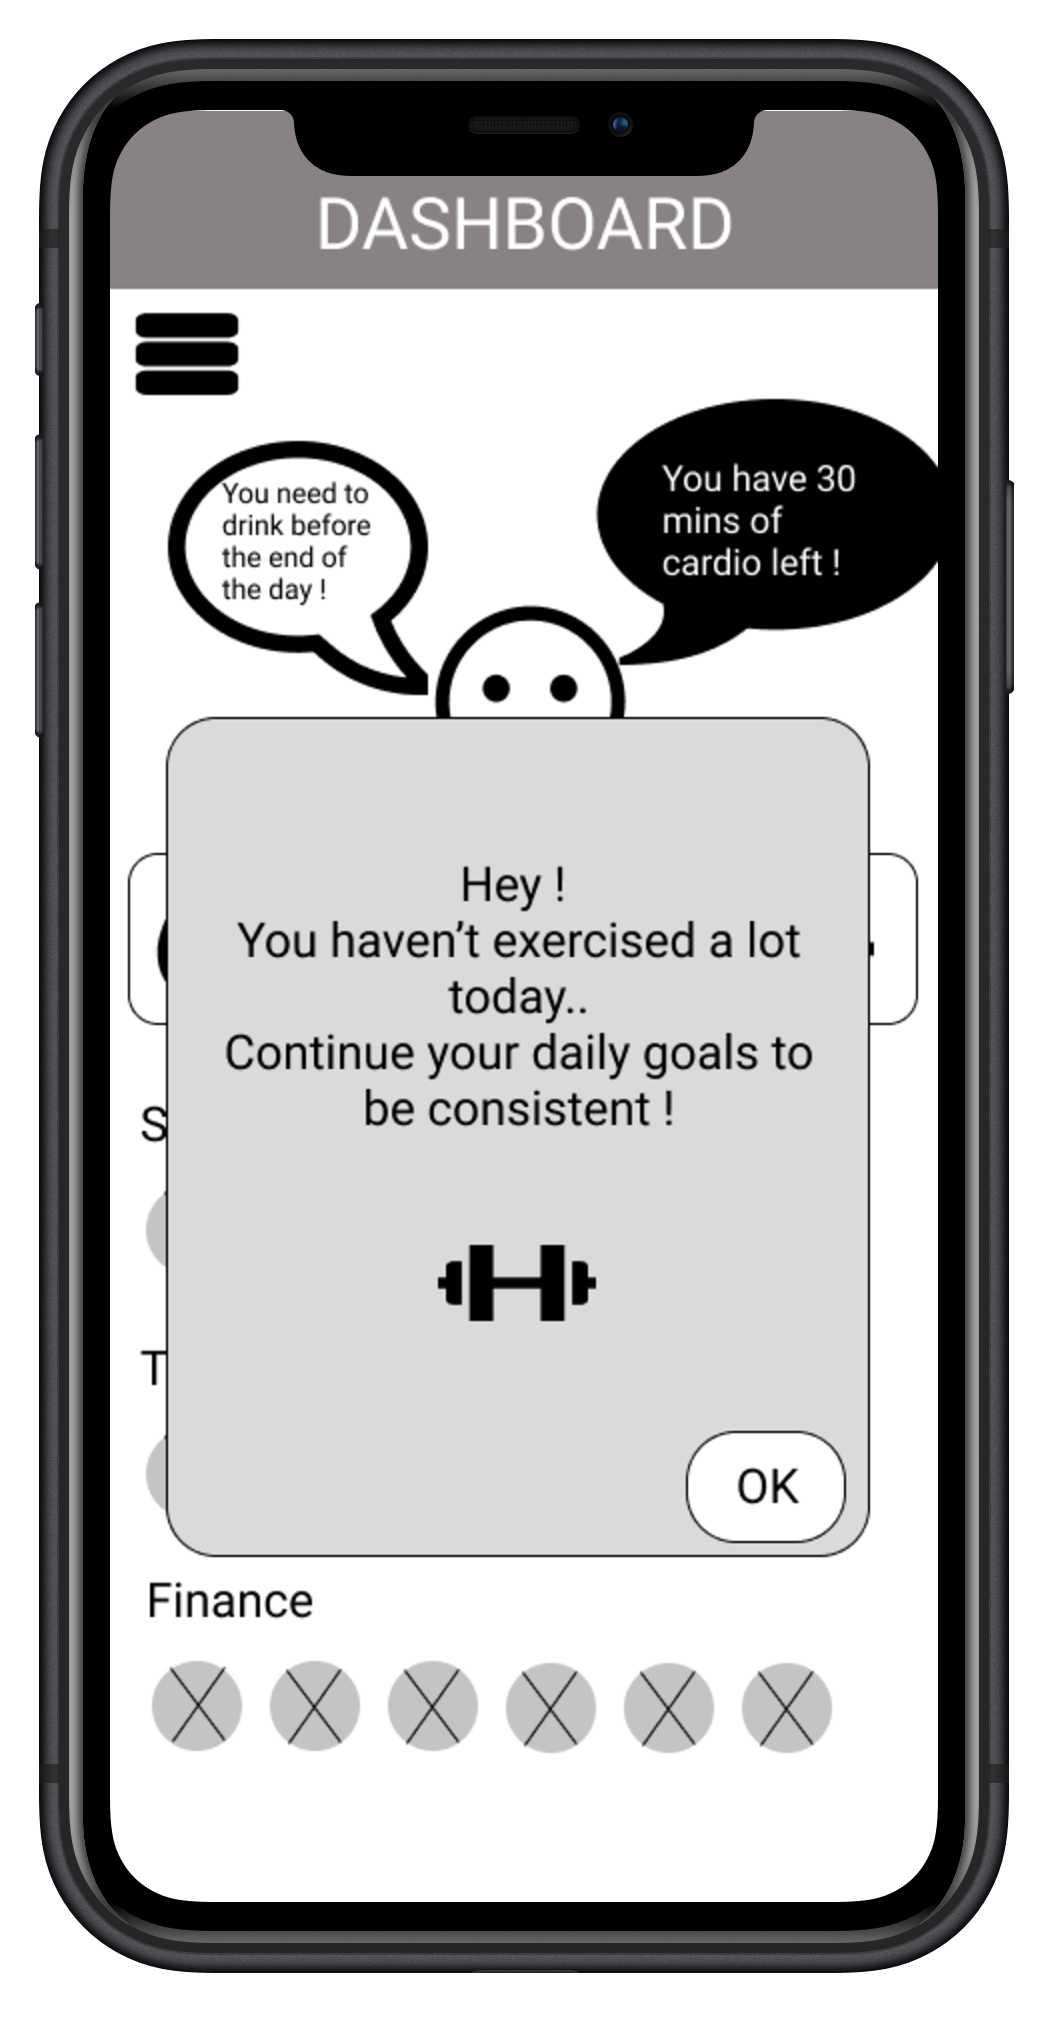 DASHBOARD
You need to
drink before
the end of
the day !
You have 30
mins of
cardio left !
Hey !
You haven’t exercised a lot
today..
Continue your daily goals to
be consistent !
S
T
OK
Finance